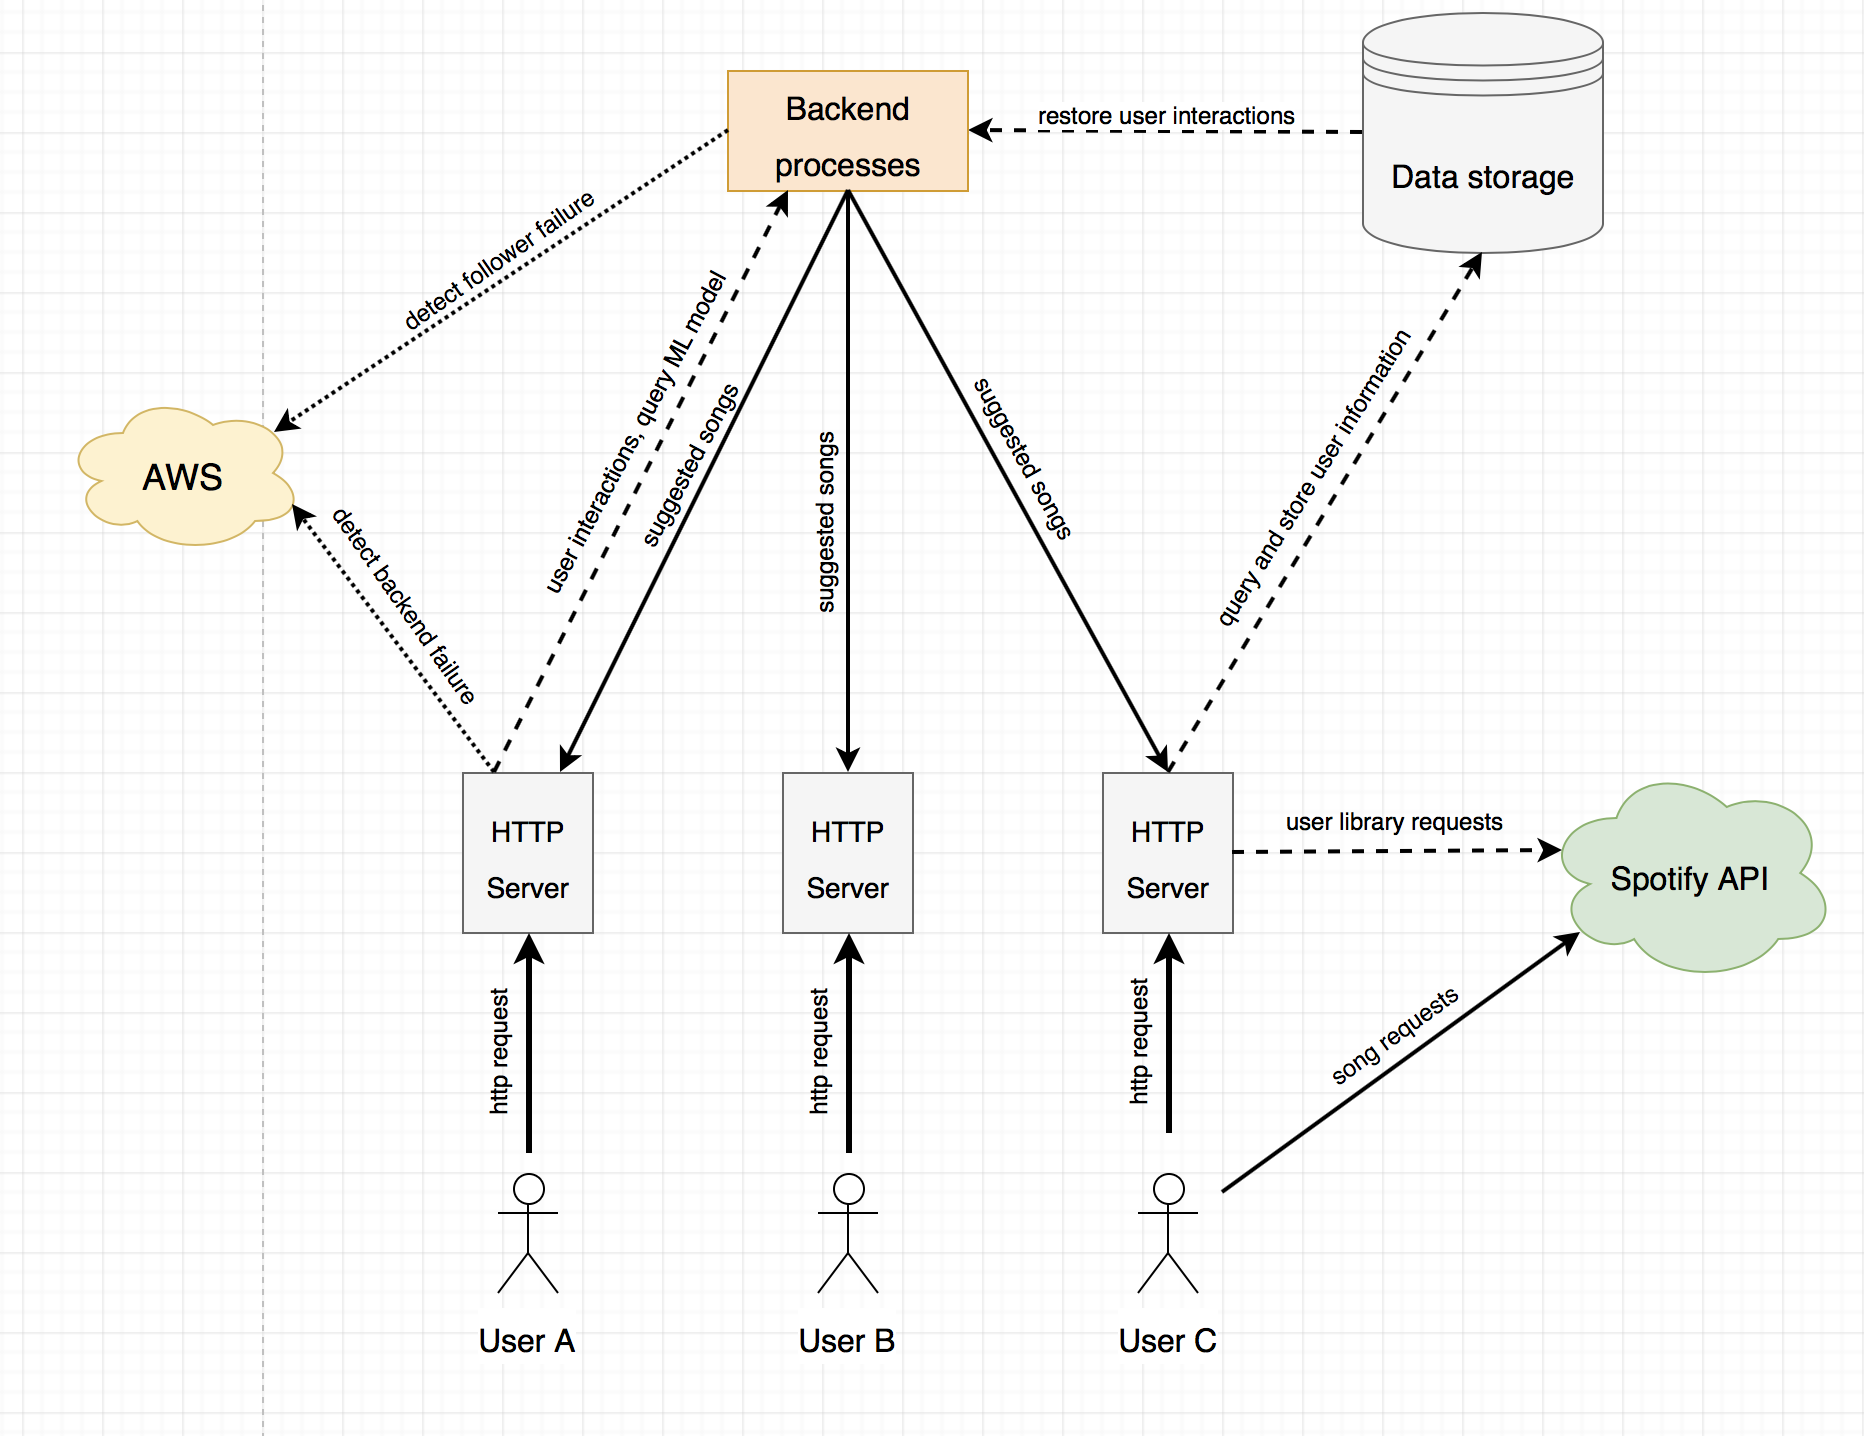 Backend
processes
restore user interactions
Data storage
detect follower failure
user interactions, query ML model
suggested songs
suggested songs
suggested songs
query and store user information
AWS
detect backend failure
HTTP
Server
HTTP
Server
HTTP
Server
user library requests
Spotify API
http request
http request
http request
song requests
User A
User B
User C